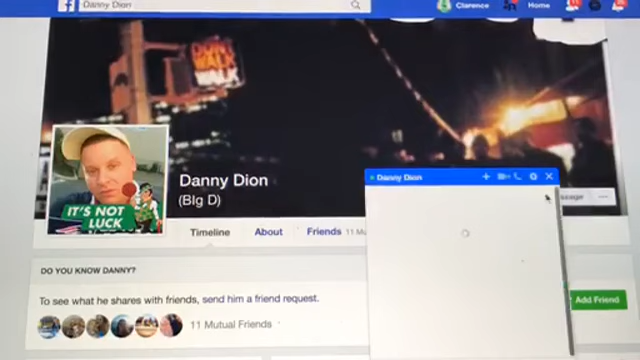 f Danny Dion
Clarence
Home
DON'T
WALK
WALK
IT'S NOT
LUCK
Danny Dion
(BIg D)
Danny Dion
Timeline
About
Friends
DO YOU KNOW DANNY?
To see what he shares with friends, send him a friend request.
Add Friend
11 Mutual Friends